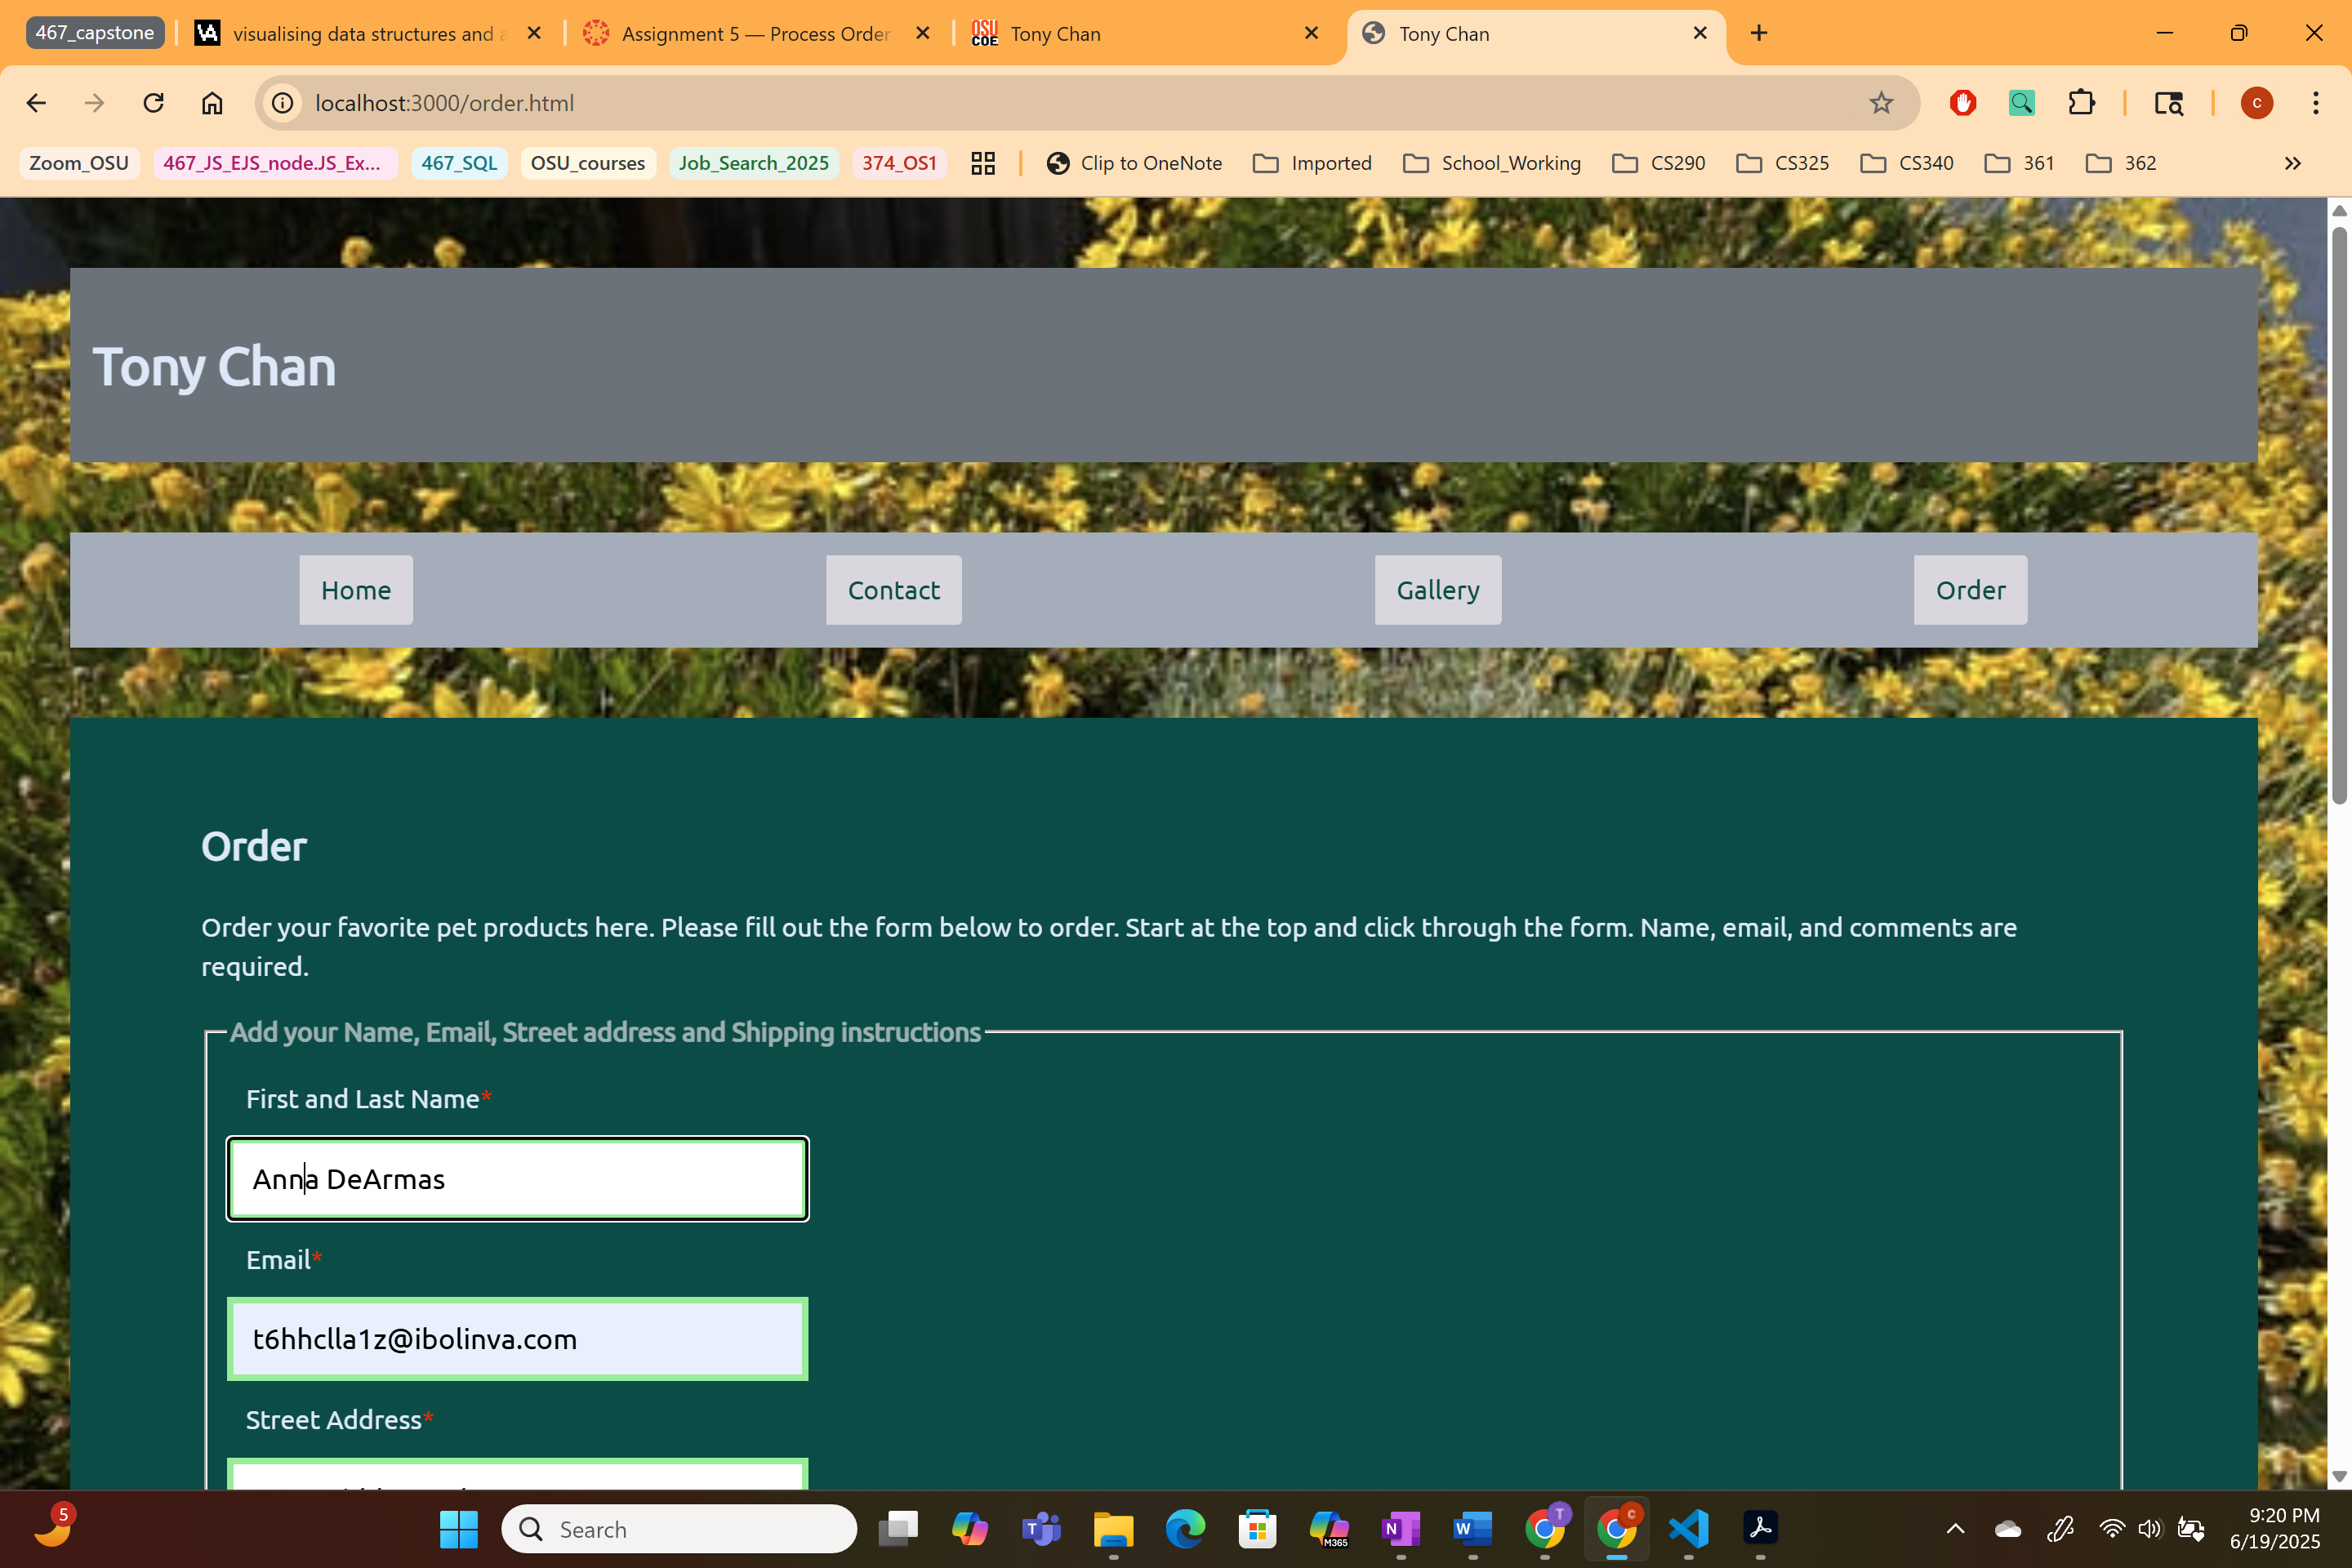 467_capstone
visualising data structures and a
Assignment 5 — Process Order
OSU COE
Tony Chan
Tony Chan
localhost:3000/order.html
c
Zoom_OSU
467_JS_EJS_node.JS_Ex...
467_SQL
OSU_courses
Job_Search_2025
374_OS1
Clip to OneNote
Imported
School_Working
CS290
CS325
CS340
361
362
Tony Chan
Home
Contact
Gallery
Order
Order
Order your favorite pet products here. Please fill out the form below to order. Start at the top and click through the form. Name, email, and comments are
required.
Add your Name, Email, Street address and Shipping instructions
First and Last Name*
Anna DeArmas
Email*
t6hhclla1z@ibolinva.com
Street Address*
5
Search
T
M365
N
W
T
c
9:20 PM
6/19/2025